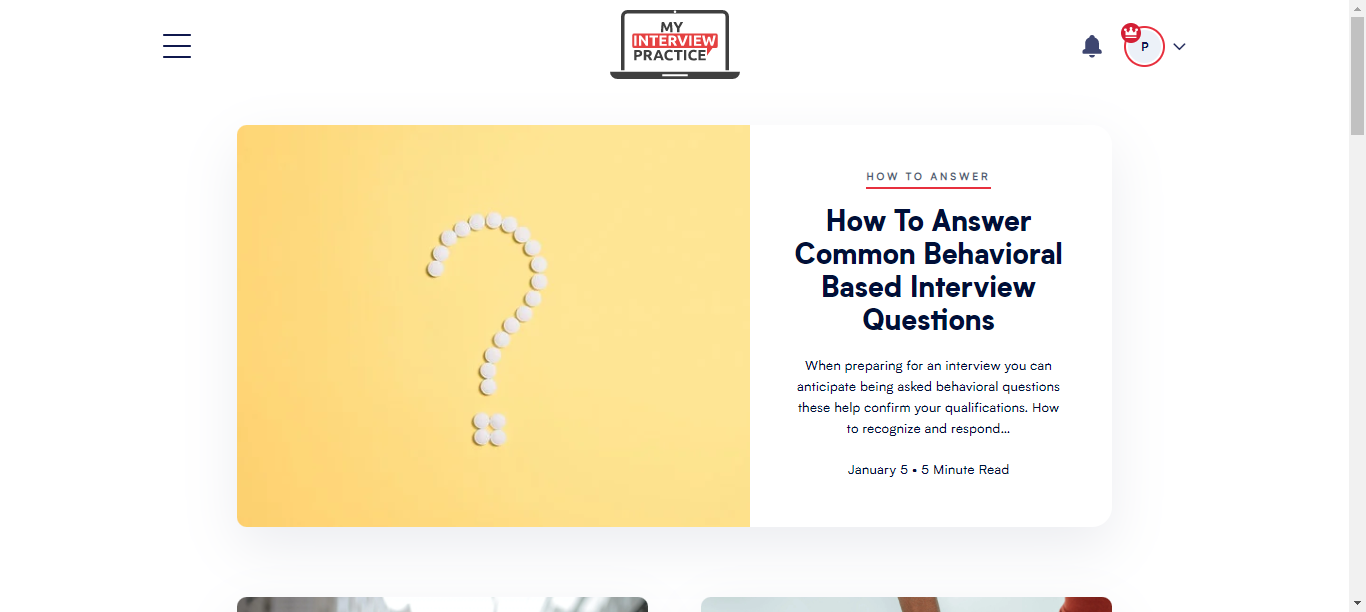 MY
INTERVIEW
PRACTICE
P
HOW TO ANSWER
How To Answer
Common Behavioral
Based Interview
Questions
When preparing for an interview you can
anticipate being asked behavioral questions
these help confirm your qualifications. How
to recognize and respond...
January 5 • 5 Minute Read